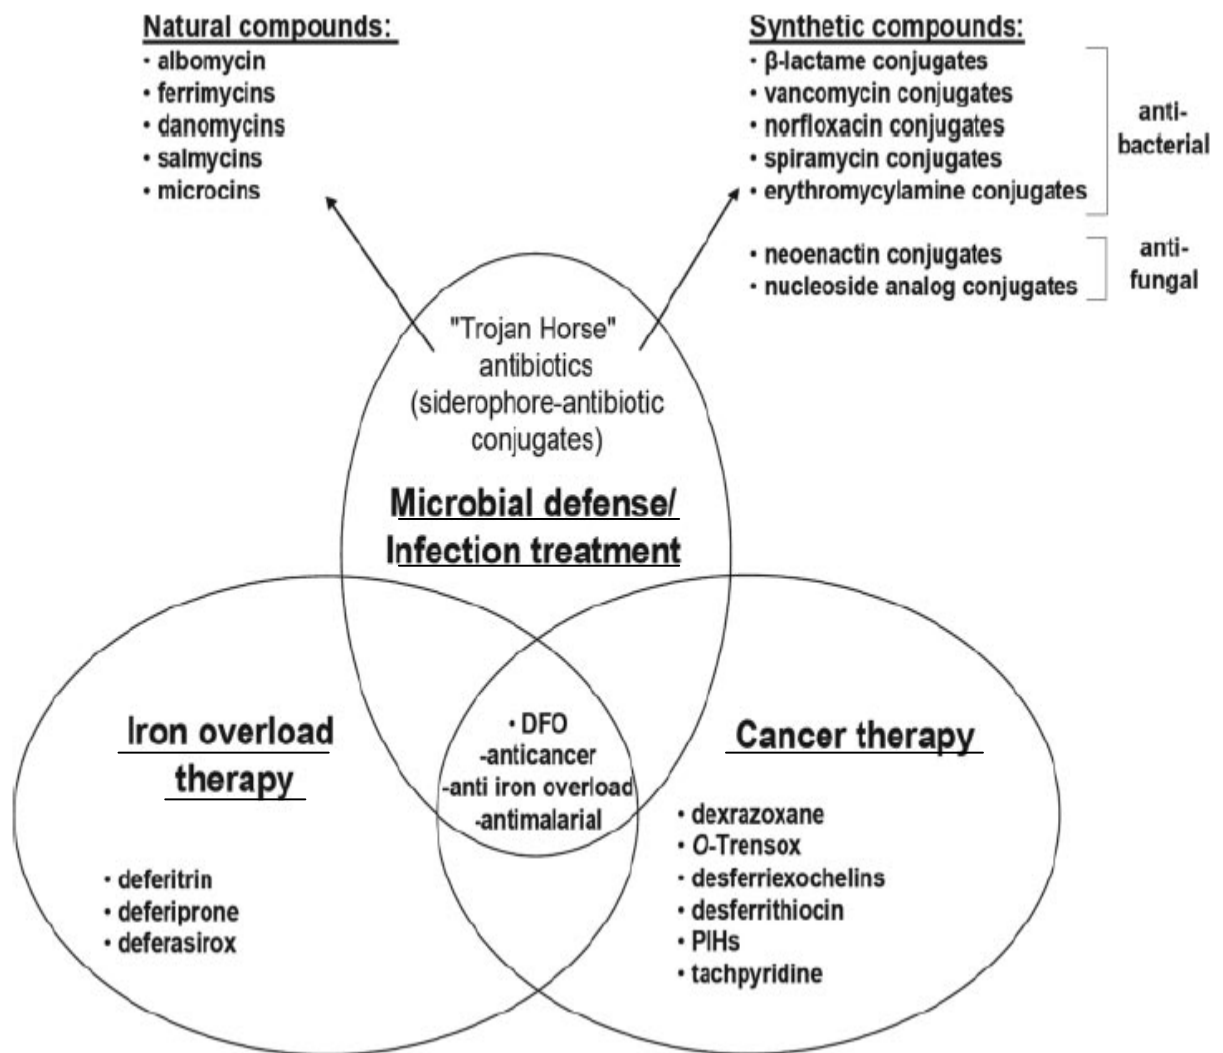 Natural compounds:
• albomycin
• ferrimycins
• danomycins
• salmycins
• microcins
Synthetic compounds:
• β-lactame conjugates
• vancomycin conjugates
• norfloxacin conjugates
• spiramycin conjugates
• erythromycylamine conjugates
anti-
bacterial
• neoenactin conjugates
• nucleoside analog conjugates
anti-
fungal
"Trojan Horse"
antibiotics
(siderophore-antibiotic
conjugates)
Microbial defense/
Infection treatment
Iron overload
therapy
• deferitrin
• deferiprone
• deferasirox
• DFO
-anticancer
-anti iron overload
-antimalarial
Cancer therapy
• dexrazoxane
• O-Trensox
• desferriexochelins
• desferrithiocin
• PIHs
• tachpyridine